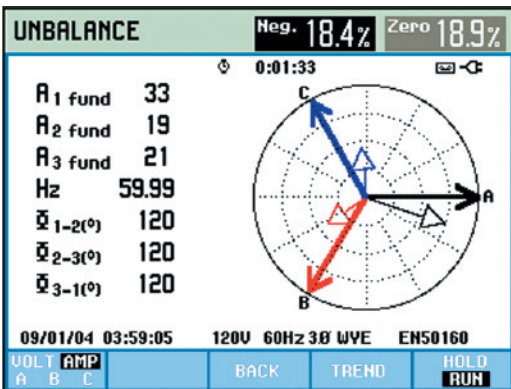 UNBALANCE Neg. 18.4% Zero 18.9%
0:01:33
A1 fund 33
A2 fund 19
A3 fund 21
Hz 59.99
Φ1-2(º) 120
Φ2-3(º) 120
Φ3-1(º) 120
C
A
B
09/01/04 03:59:05 120V 60Hz 3Ø WYE EN50160
VOLT AMP
A B C
BACK
TREND
HOLD
RUN